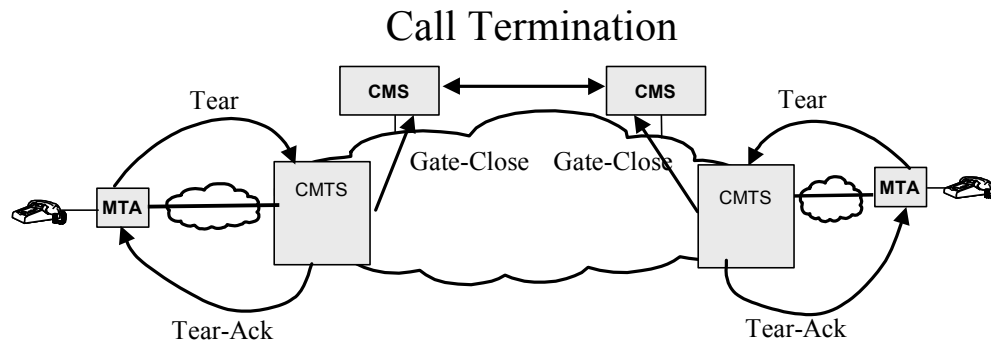 Call Termination
CMS
CMS
Tear
Tear
Gate-Close
Gate-Close
CMTS
CMTS
MTA
MTA
Tear-Ack
Tear-Ack